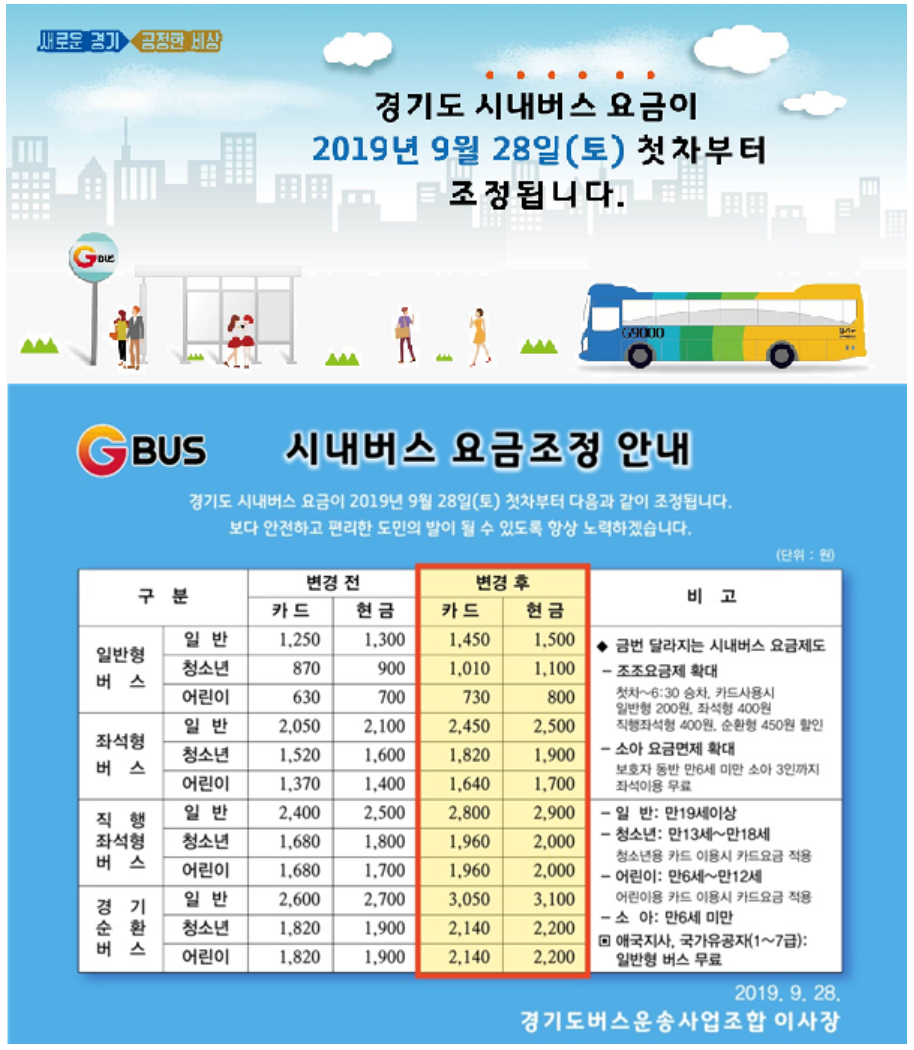 새로운 경기 공정한 세상
경기도 시내버스 요금이
2019년 9월 28일(토) 첫차부터
조정됩니다.
G BUS
G9000
G BUS 시내버스 요금조정 안내
경기도 시내버스 요금이 2019년 9월 28일(토) 첫차부터 다음과 같이 조정됩니다.
보다 안전하고 편리한 도민의 발이 될 수 있도록 항상 노력하겠습니다.
(단위 : 원)
구 분 변경 전 변경 후 비 고
카드 현금 카드 현금
일반형 버스 일 반 1,250 1,300 1,450 1,500
청소년 870 900 1,010 1,100
어린이 630 700 730 800
좌석형 버스 일 반 2,050 2,100 2,450 2,500
청소년 1,520 1,600 1,820 1,900
어린이 1,370 1,400 1,640 1,700
직행 좌석형 버스 일 반 2,400 2,500 2,800 2,900
청소년 1,680 1,800 1,960 2,000
어린이 1,680 1,700 1,960 2,000
경기 순환 버스 일 반 2,600 2,700 3,050 3,100
청소년 1,820 1,900 2,140 2,200
어린이 1,820 1,900 2,140 2,200
◆ 금번 달라지는 시내버스 요금제도
– 조조요금제 확대
첫차~6:30 승차, 카드사용시
일반형 200원, 좌석형 400원
직행좌석형 400원, 순환형 450원 할인
– 소아 요금면제 확대
보호자 동반 만6세 미만 소아 3인까지
좌석이용 무료
– 일 반: 만19세이상
– 청소년: 만13세~만18세
청소년용 카드 이용시 카드요금 적용
– 어린이: 만6세~만12세
어린이용 카드 이용시 카드요금 적용
– 소 아: 만6세 미만
▣ 애국지사, 국가유공자(1~7급):
일반형 버스 무료
2019. 9. 28.
경기도버스운송사업조합 이사장